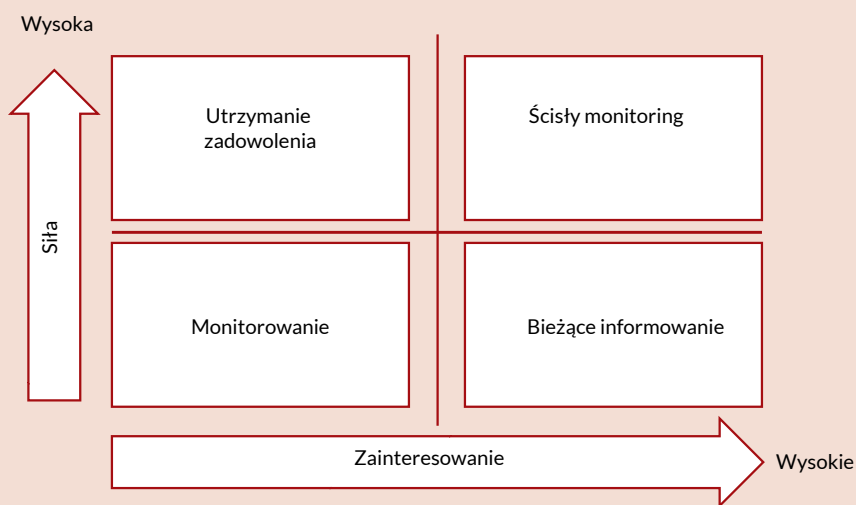 Wysoka
Utrzymanie
zadowolenia
Ścisły monitoring
Siła
Monitorowanie
Bieżące informowanie
Zainteresowanie
Wysokie